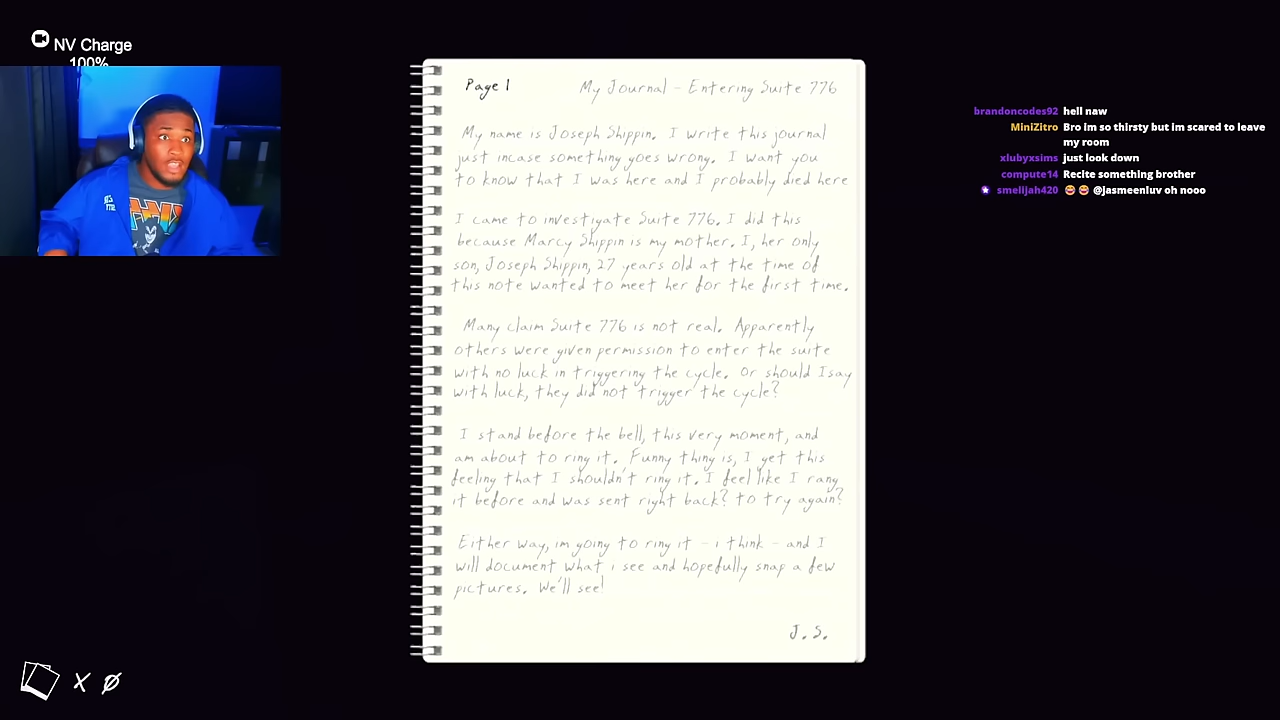 NV Charge
100%
Page 1
My Journal - Entering Suite 776
My name is Joseph Shippin. I write this journal
just incase something goes wrong. I want you
to know that I was here and I probably died here
I came to investigate Suite 776. I did this
because Marcy Shippin is my mother. I, her only
son, Joseph Shippin, 27 years old at the time of
this note wanted to meet her for the first time.
Many claim Suite 776 is not real. Apparently
others were given permission to enter the suite
with no luck in triggering the cycle. Or should I say
with luck, they did not trigger the cycle?
I stand before the bell, this very moment, and
am about to ring it. Funny thing is, I get this
feeling that I shouldn't ring it. I feel like I rang
it before and was sent right back? to try again?
Either way, im going to ring it - i think - and I
will document what i see and hopefully snap a few
pictures. We'll see!
J. S.
X 0
brandoncodes92 hell naw
MiniZitro Bro im so
but im scared to leave
my room
xlubyxsims just look down
compute14 Recite something brother
smelijah420 @jasmeenluv oh nooo